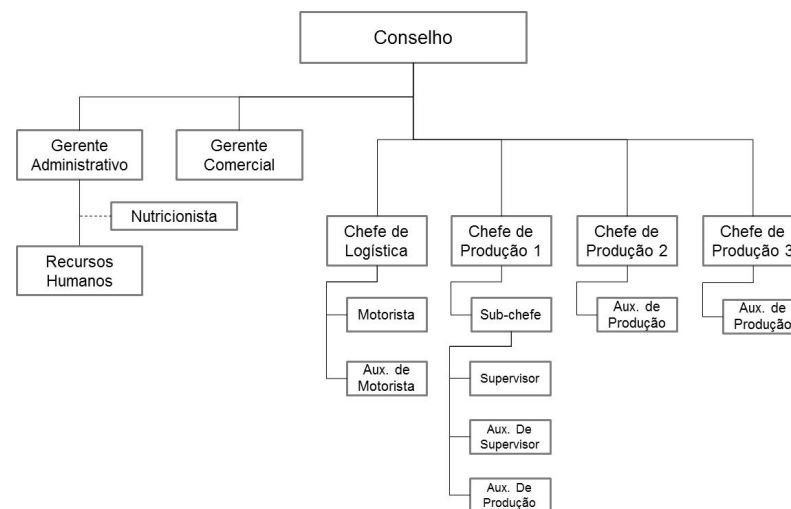 Conselho
Gerente
Administrativo
Gerente
Comercial
Nutricionista
Recursos
Humanos
Chefe de
Logística
Chefe de
Produção 1
Chefe de
Produção 2
Chefe de
Produção 3
Motorista
Sub-chefe
Aux. de
Produção
Aux. de
Produção
Aux. de
Motorista
Supervisor
Aux. De
Supervisor
Aux. De
Produção